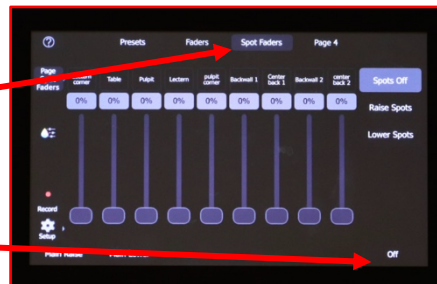 Presets Faders Spot Faders Page 4
Page
Faders
corner Table Pulpit Lectern pulpit corner Backwall 1 Center back 1 Backwall 2 center back 2 Spots Off
0% 0% 0% 0% 0% 0% 0% 0% 0%
Raise Spots
Lower Spots
Record
Setup
Off